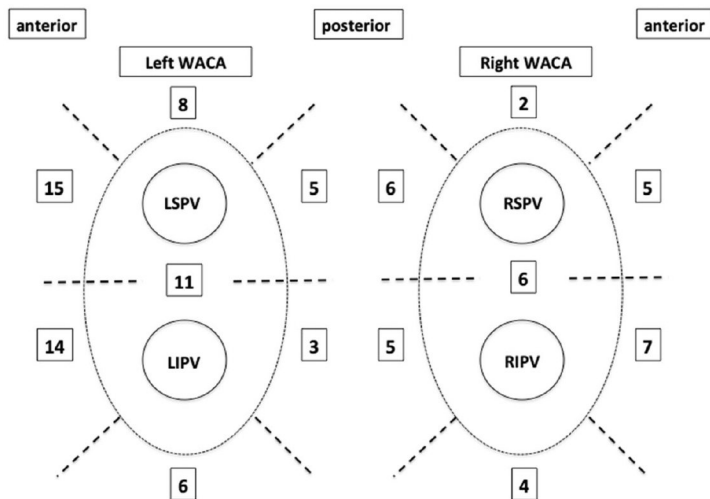 anterior posterior anterior
Left WACA Right WACA
8 2
15 LSPV 5 6 RSPV 5
11 6
14 LIPV 3 5 RIPV 7
6 4